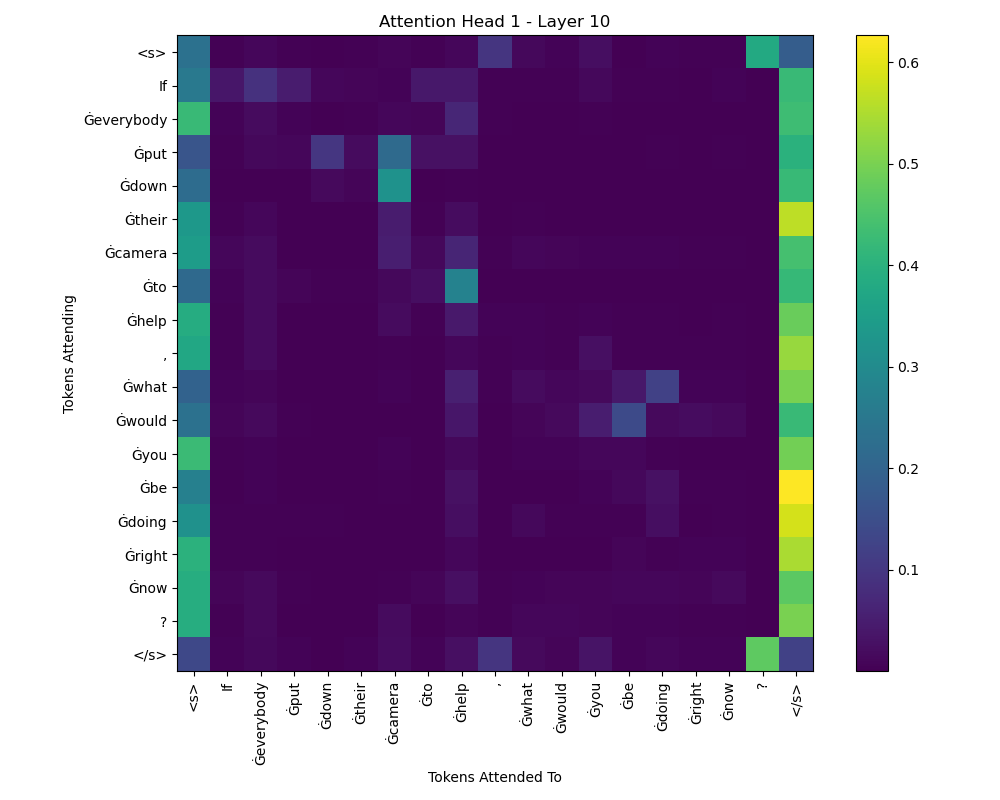 Attention Head 1 - Layer 10
Tokens Attending
<s>
If
Ġeverybody
Ġput
Ġdown
Ġtheir
Ġcamera
Ġto
Ġhelp
,
Ġwhat
Ġwould
Ġyou
Ġbe
Ġdoing
Ġright
Ġnow
?
</s>
<s>
If
Ġeverybody
Ġput
Ġdown
Ġtheir
Ġcamera
Ġto
Ġhelp
,
Ġwhat
Ġwould
Ġyou
Ġbe
Ġdoing
Ġright
Ġnow
?
</s>
Tokens Attended To
0.6
0.5
0.4
0.3
0.2
0.1